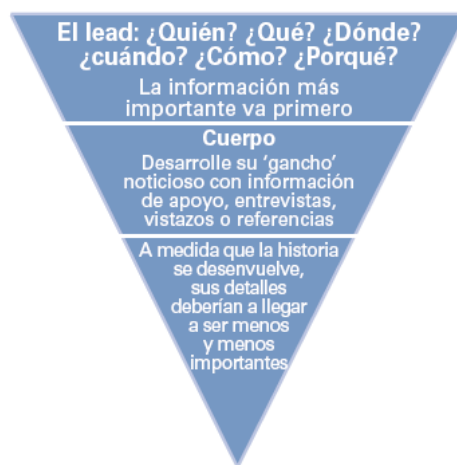 El lead: ¿Quién? ¿Qué? ¿Dónde?
¿cuándo? ¿Cómo? ¿Porqué?
La información más
importante va primero
Cuerpo
Desarrolle su ‘gancho’
noticioso con información
de apoyo, entrevistas,
vistazos o referencias
A medida que la historia
se desenvuelve,
sus detalles
deberían a llegar
a ser menos
y menos
importantes